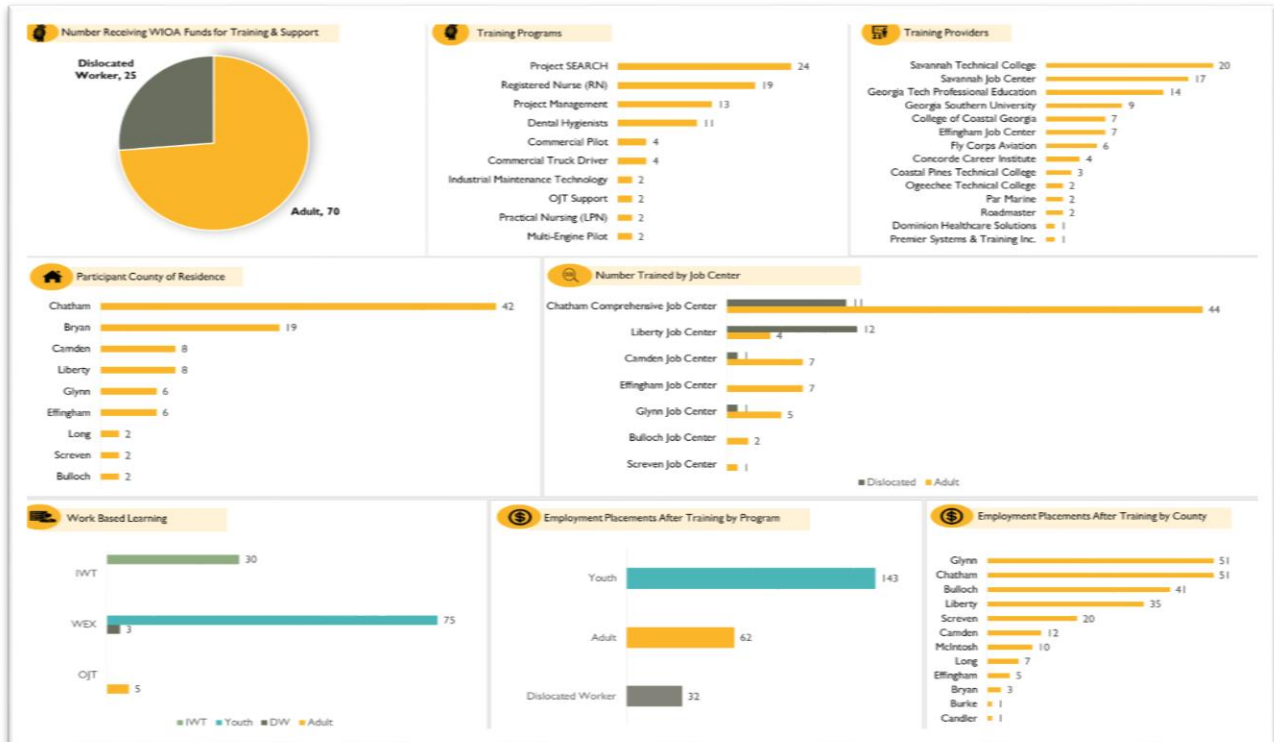 Number Receiving WIOA Funds for Training & Support
Dislocated
Worker, 25
Adult, 70
Training Programs
Project SEARCH 24
Registered Nurse (RN) 19
Project Management 13
Dental Hygienists 11
Commercial Pilot 4
Commercial Truck Driver 4
Industrial Maintenance Technology 2
OJT Support 2
Practical Nursing (LPN) 2
Multi-Engine Pilot 2
Training Providers
Savannah Technical College 20
Savannah Job Center 17
Georgia Tech Professional Education 14
Georgia Southern University 9
College of Coastal Georgia 7
Effingham Job Center 7
Fly Corps Aviation 6
Concorde Career Institute 4
Coastal Pines Technical College 3
Ogeechee Technical College 2
Par Marine 2
Roadmaster 2
Dominion Healthcare Solutions 1
Premier Systems & Training Inc. 1
Participant County of Residence
Chatham 42
Bryan 19
Camden 8
Liberty 8
Glynn 6
Effingham 6
Long 2
Screven 2
Bulloch 2
Number Trained by Job Center
11
Chatham Comprehensive Job Center 44
12
Liberty Job Center 4
1
Camden Job Center 7
Effingham Job Center 7
1
Glynn Job Center 5
Bulloch Job Center 2
Screven Job Center 1
Dislocated Adult
Work Based Learning
30
IWT
75
WEX 3
OJT
5
IWT Youth DW Adult
Employment Placements After Training by Program
Youth 143
Adult 62
Dislocated Worker 32
Employment Placements After Training by County
Glynn 51
Chatham 51
Bulloch 41
Liberty 35
Screven 20
Camden 12
McIntosh 10
Long 7
Effingham 5
Bryan 3
Burke 1
Candler 1